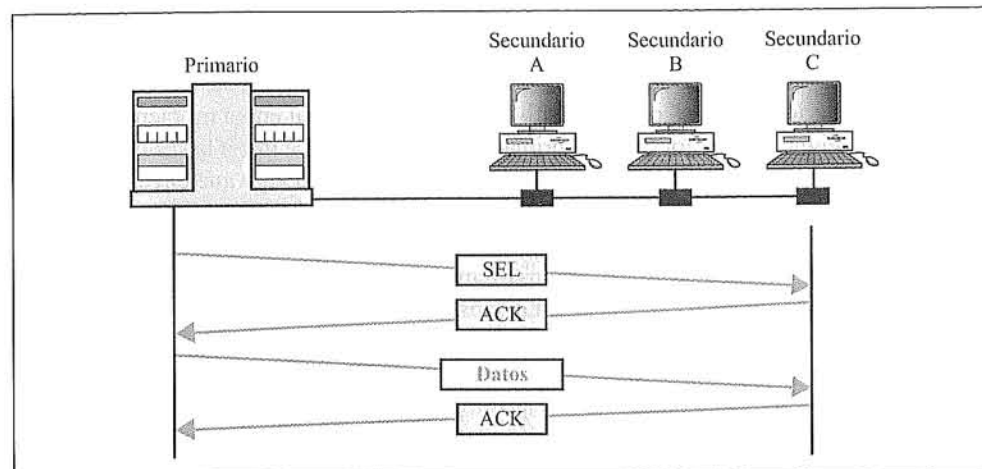 Primario
Secundario
A
Secundario
B
Secundario
C
SEL
ACK
Datos
ACK